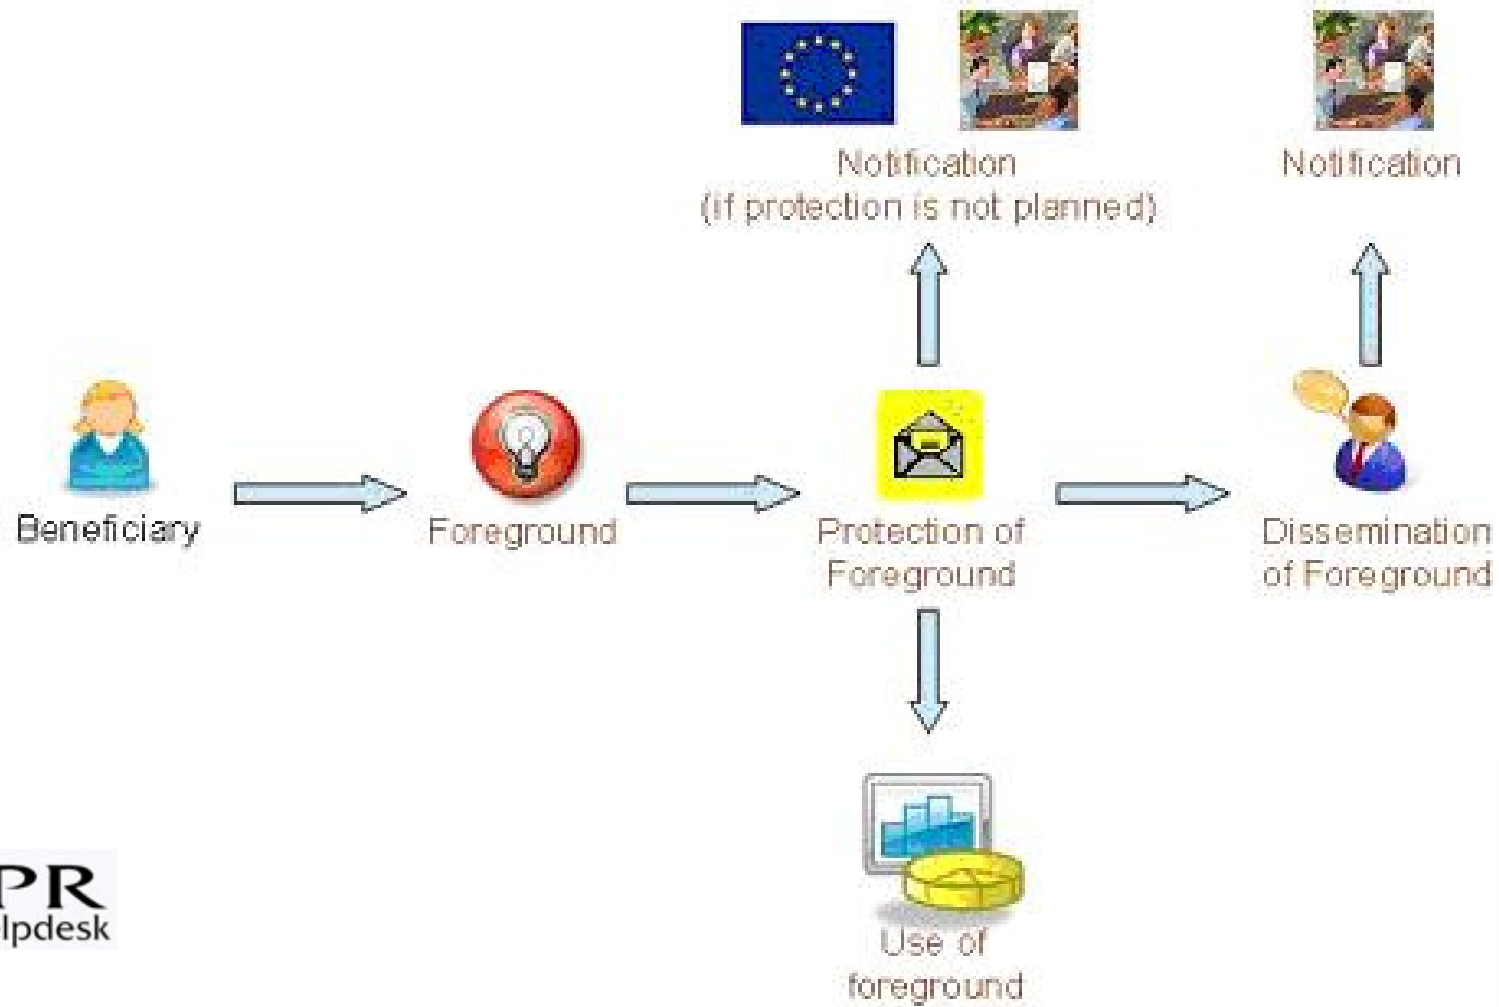 Notification
(if protection is not planned)
Notification
Beneficiary
Foreground
Protection of
Foreground
Dissemination
of Foreground
Use of
foreground
PR
lpdesk